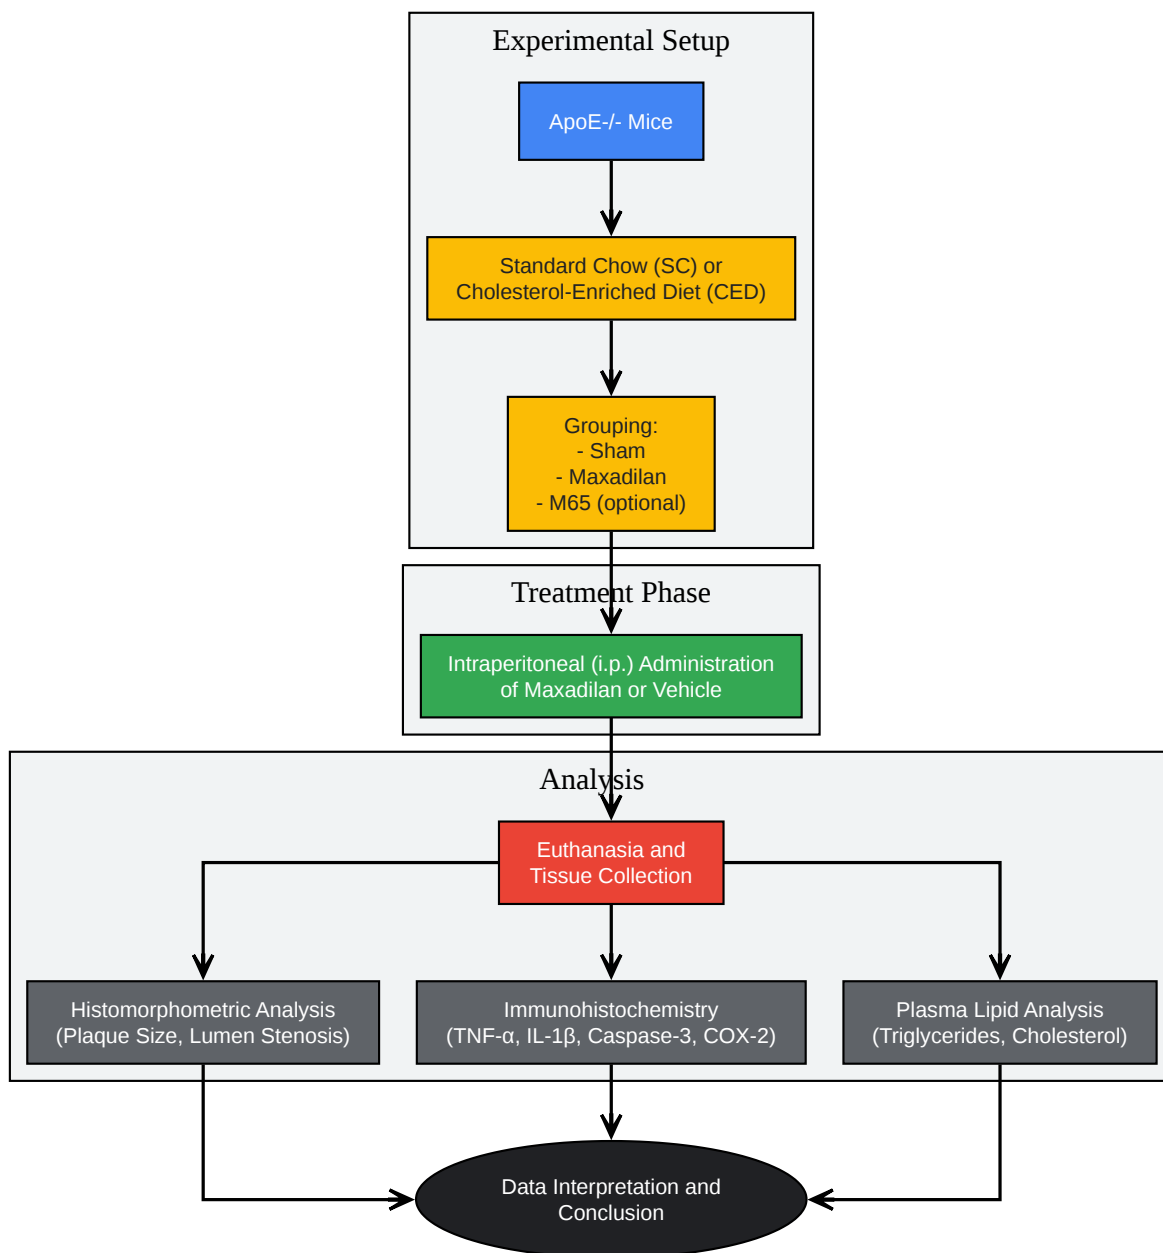 Experimental Setup
ApoE-/- Mice
Standard Chow (SC) or
Cholesterol-Enriched Diet (CED)
Grouping:
- Sham
- Maxadilan
- M65 (optional)
Treatment Phase
Intraperitoneal (i.p.) Administration
of Maxadilan or Vehicle
Analysis
Euthanasia and
Tissue Collection
Histomorphometric Analysis
(Plaque Size, Lumen Stenosis)
Immunohistochemistry
(TNF-α, IL-1β, Caspase-3, COX-2)
Plasma Lipid Analysis
(Triglycerides, Cholesterol)
Data Interpretation and
Conclusion